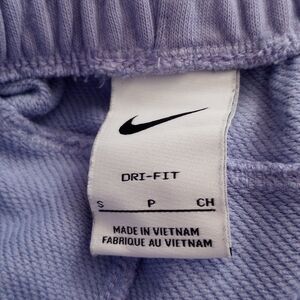 DRI-FIT
S P CH
MADE IN VIETNAM
FABRIQUE AU VIETNAM